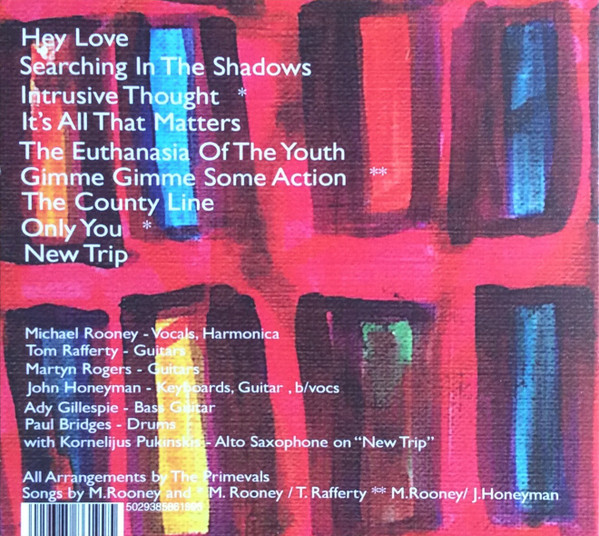 Hey Love
Searching In The Shadows
Intrusive Thought *
It's All That Matters
The Euthanasia Of The Youth
Gimme Gimme Some Action **
The County Line
Only You *
New Trip
Michael Rooney - Vocals, Harmonica
Tom Rafferty - Guitars
Martyn Rogers - Guitars
John Honeyman - Keyboards, Guitar , b/vocs
Ady Gillespie - Bass Guitar
Paul Bridges - Drums
with Kornelijus Pukinskis - Alto Saxophone on "New Trip"
All Arrangements by The Primevals
Songs by M.Rooney and * M. Rooney / T. Rafferty ** M.Rooney/ J.Honeyman